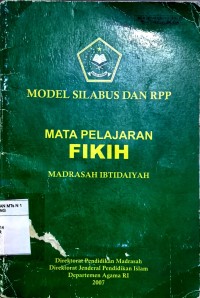 MODEL SILABUS DAN RPP
MATA PELAJARAN
FIKIH
MADRASAH IBTIDAIYAH
Direktorat Pendidikan Madrasah
Direktorat Jenderal Pendidikan Islam
Departemen Agama RI
2007